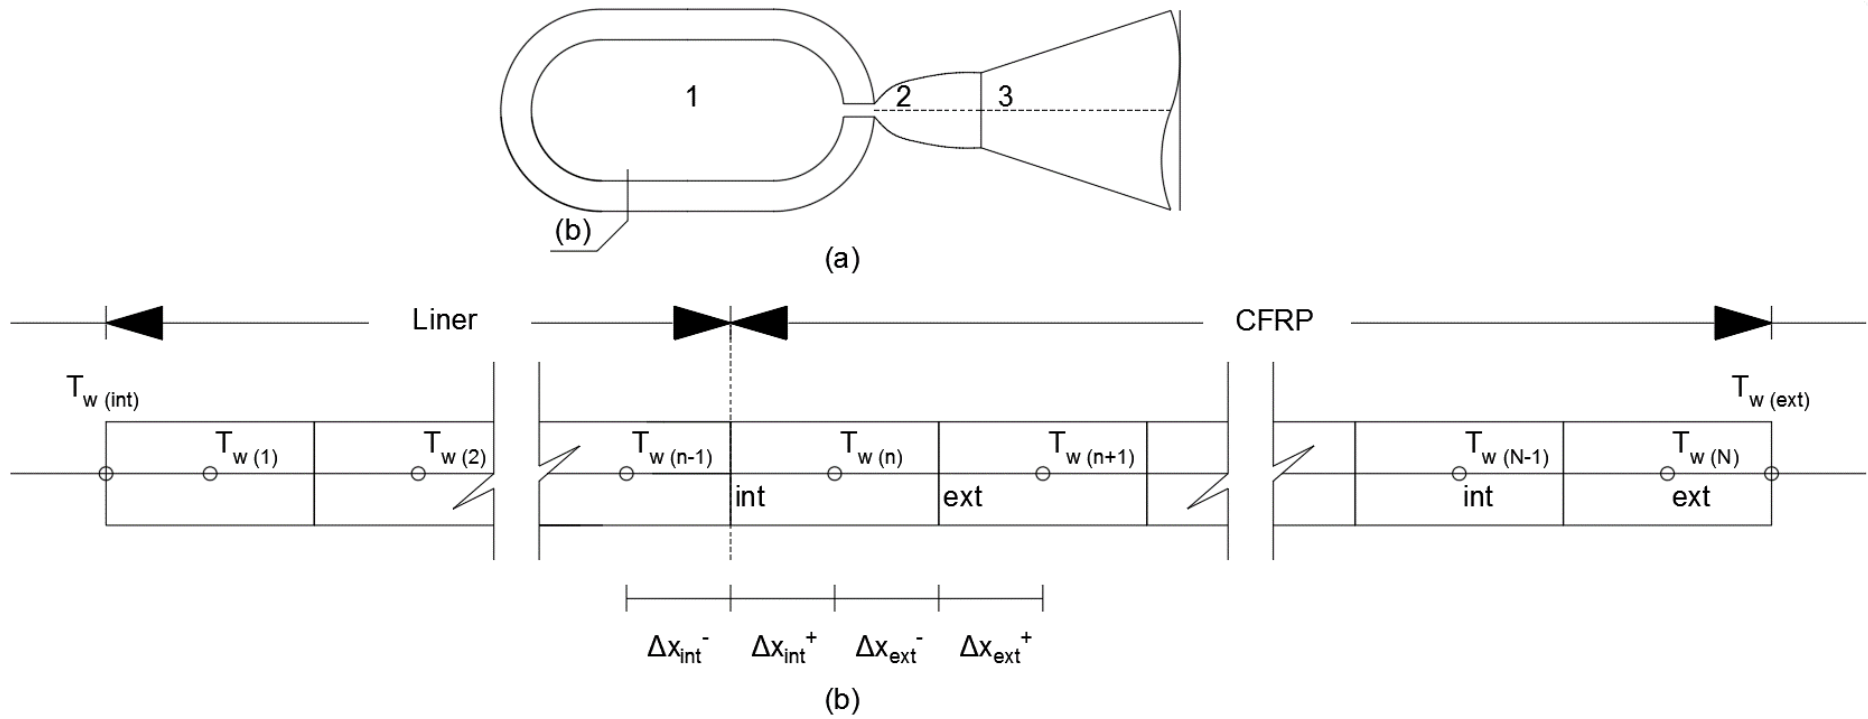 1 2 3
(b)
(a)
Liner CFRP
T w (int) T w (ext)
T w (1) T w (2) T w (n-1) T w (n) T w (n+1) T w (N-1) T w (N)
int ext int ext
Δx int - Δx int + Δx ext - Δx ext +
(b)